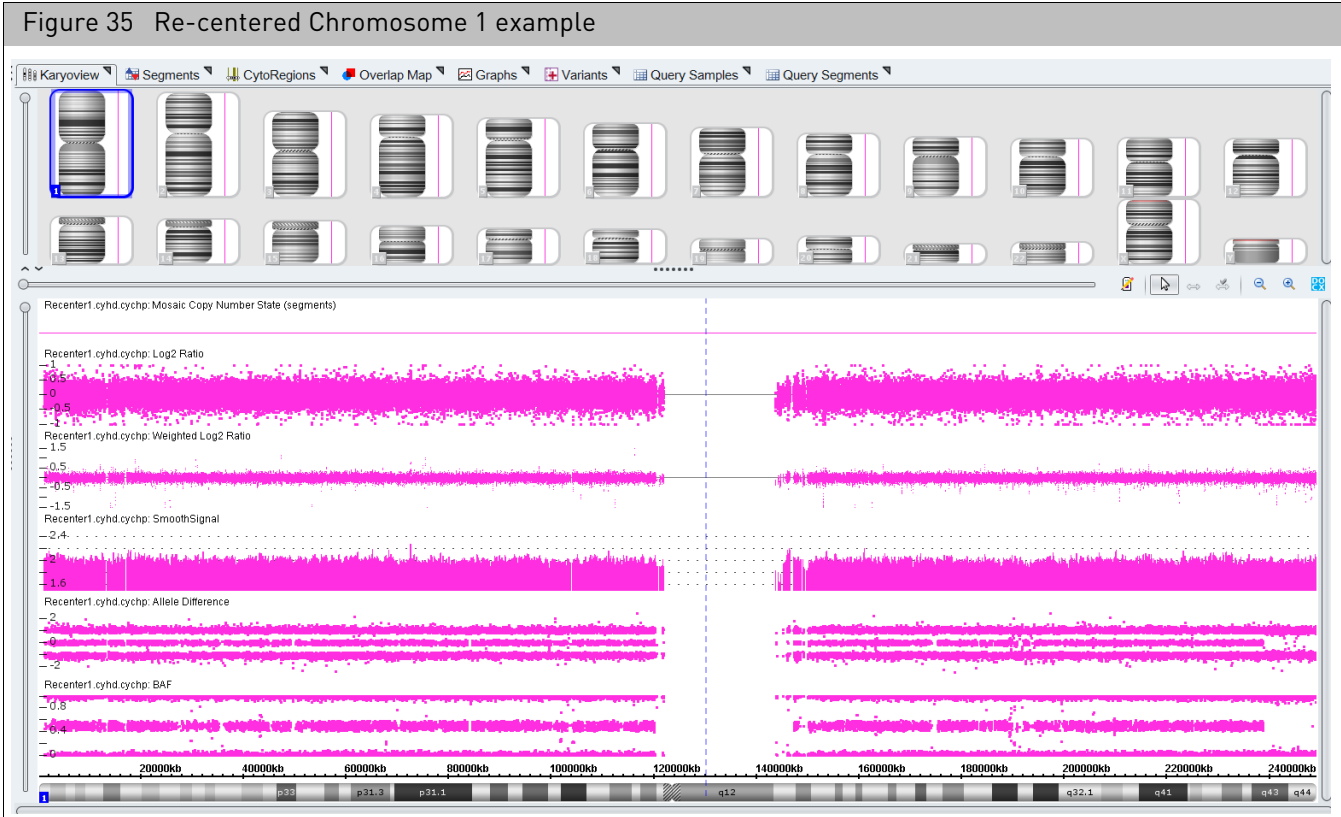 Figure 35 Re-centered Chromosome 1 example
Karyoview Segments CytoRegions Overlap Map Graphs Variants Query Samples Query Segments
1
Recenter1.cyhd.cychp: Mosaic Copy Number State (segments)
Recenter1.cyhd.cychp: Log2 Ratio
1
0.5
0
-0.5
-1
Recenter1.cyhd.cychp: Weighted Log2 Ratio
1.5
0.5
-0.5
-1.5
Recenter1.cyhd.cychp: SmoothSignal
2.4
2
1.6
Recenter1.cyhd.cychp: Allele Difference
2
0
-2
Recenter1.cyhd.cychp: BAF
0.8
0.4
0
20000kb 40000kb 60000kb 80000kb 100000kb 120000kb 140000kb 160000kb 180000kb 200000kb 220000kb 240000kb
1 p33 p31.3 p31.1 q12 q32.1 q41 q43 q44